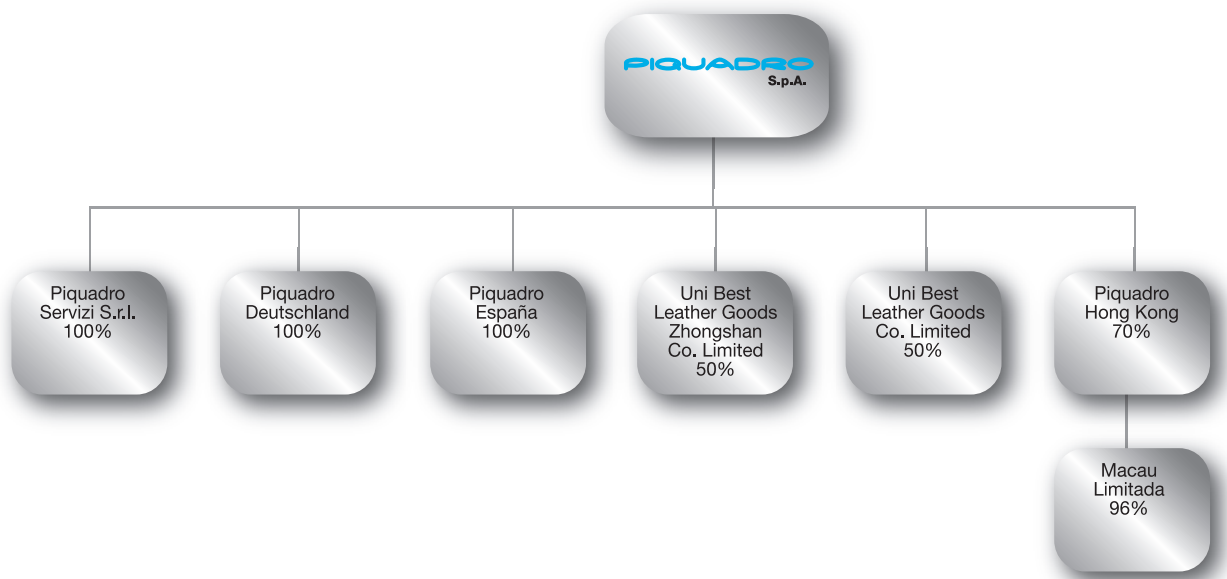 PIQUADRO
S.p.A.
Piquadro
Servizi S.r.l.
100%
Piquadro
Deutschland
100%
Piquadro
España
100%
Uni Best
Leather Goods
Zhongshan
Co. Limited
50%
Uni Best
Leather Goods
Co. Limited
50%
Piquadro
Hong Kong
70%
Macau
Limitada
96%